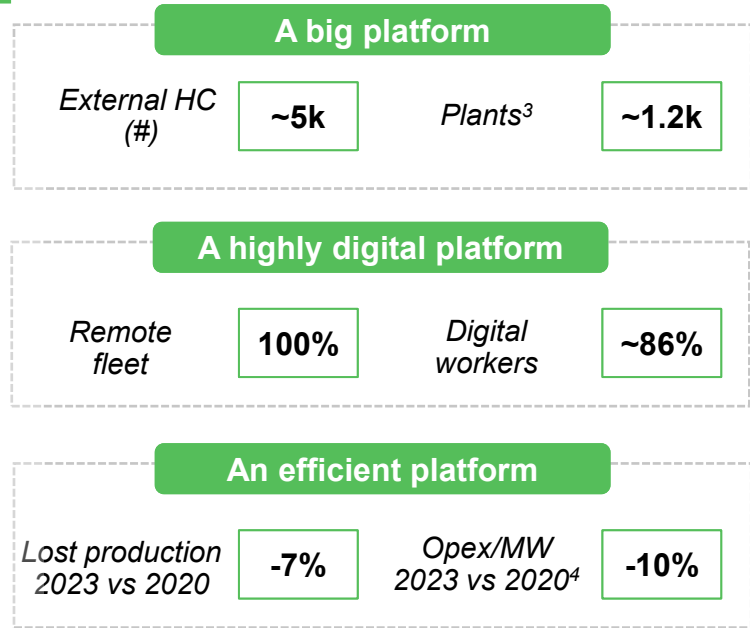 A big platform
External HC
(#)
~5k
Plants³
~1.2k
A highly digital platform
Remote
fleet
100%
Digital
workers
~86%
An efficient platform
Lost production
2023 vs 2020
-7%
Opex/MW
2023 vs 2020⁴
-10%